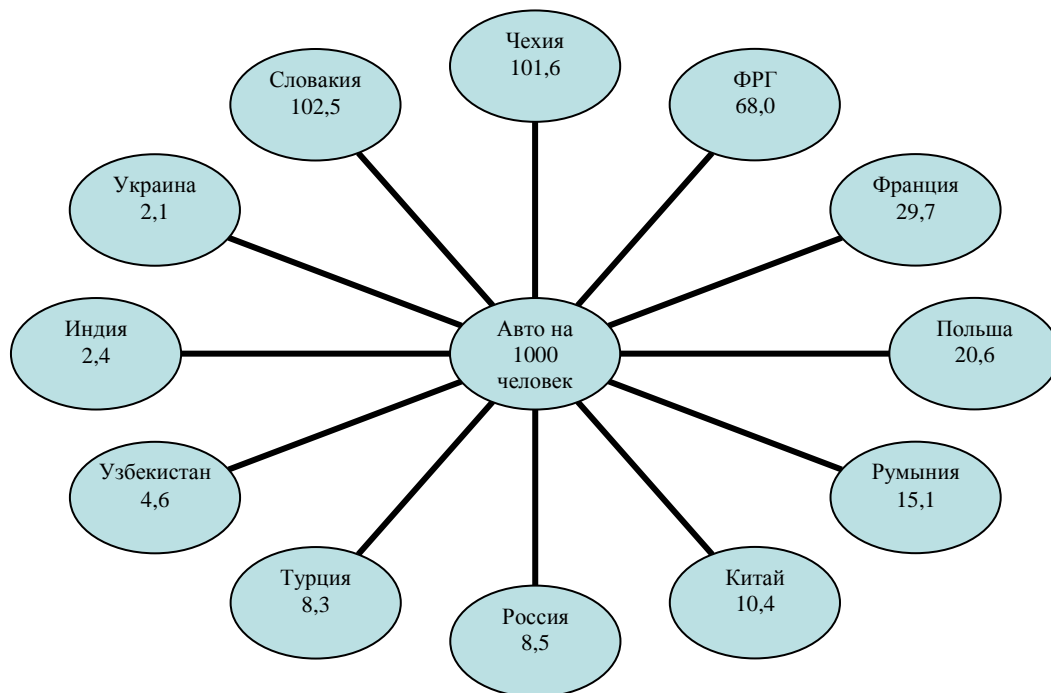 Чехия
101,6
Словакия
102,5
ФРГ
68,0
Украина
2,1
Франция
29,7
Индия
2,4
Авто на
1000
человек
Польша
20,6
Узбекистан
4,6
Румыния
15,1
Турция
8,3
Китай
10,4
Россия
8,5